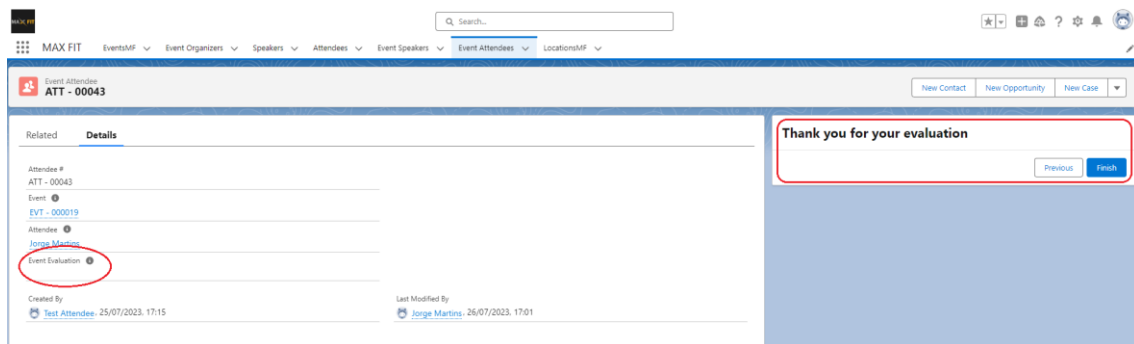 MAX FIT
Search...
MAX FIT EventsMF Event Organizers Speakers Attendees Event Speakers Event Attendees LocationsMF
Event Attendee
ATT - 00043
New Contact New Opportunity New Case
Related Details
Attendee #
ATT - 00043
Event
EVT - 000019
Attendee
Jorge Martins
Event Evaluation
Created By
Test Attendee, 25/07/2023, 17:15
Last Modified By
Jorge Martins, 26/07/2023, 17:01
Thank you for your evaluation
Previous Finish